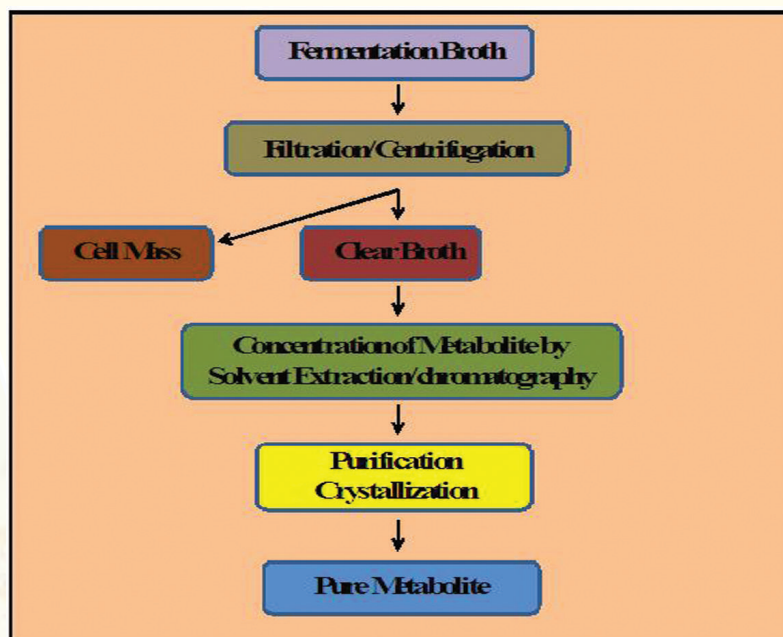 Fermentation Broth
Filtration/Centrifugation
Cell Mass
Clear Broth
Concentration of Metabolite by
Solvent Extraction/chromatography
Purification
Crystallization
Pure Metabolite